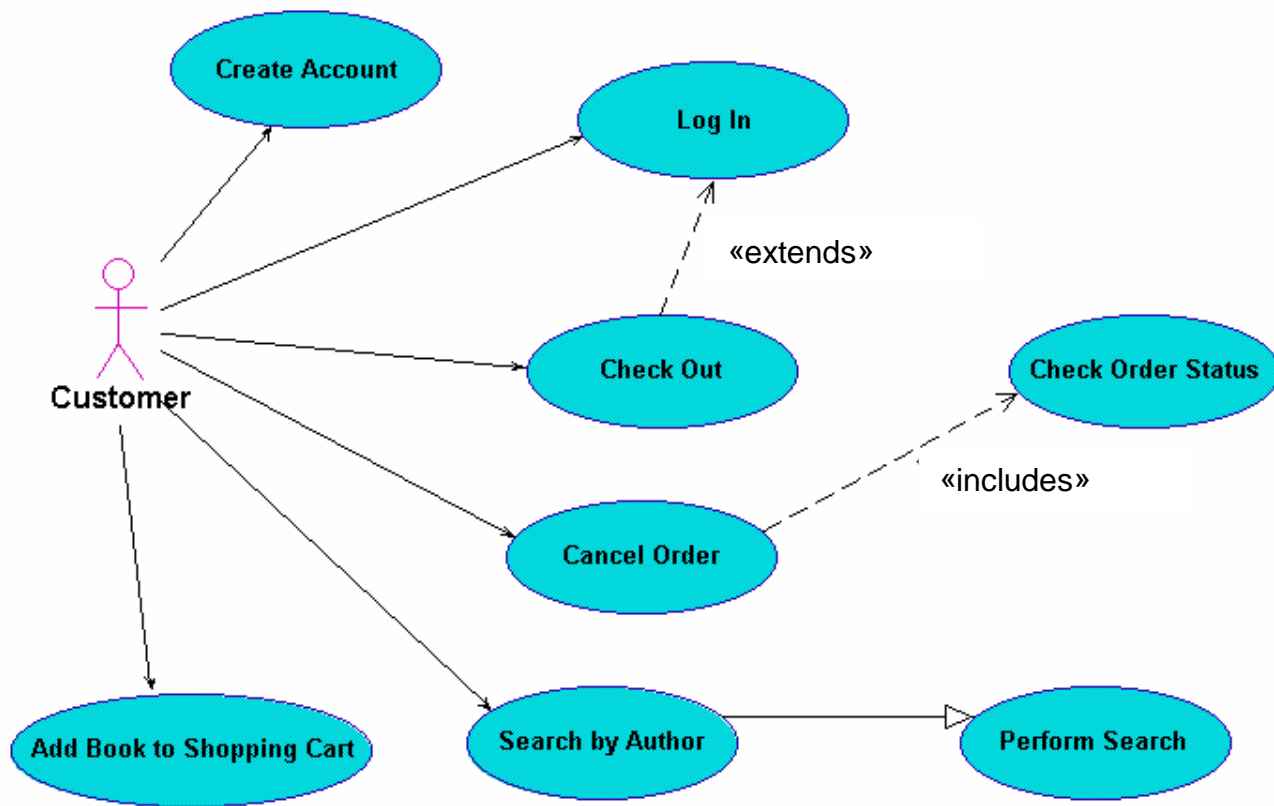 Create Account
Log In
«extends»
Check Out
Check Order Status
Customer
«includes»
Cancel Order
Add Book to Shopping Cart
Search by Author
Perform Search